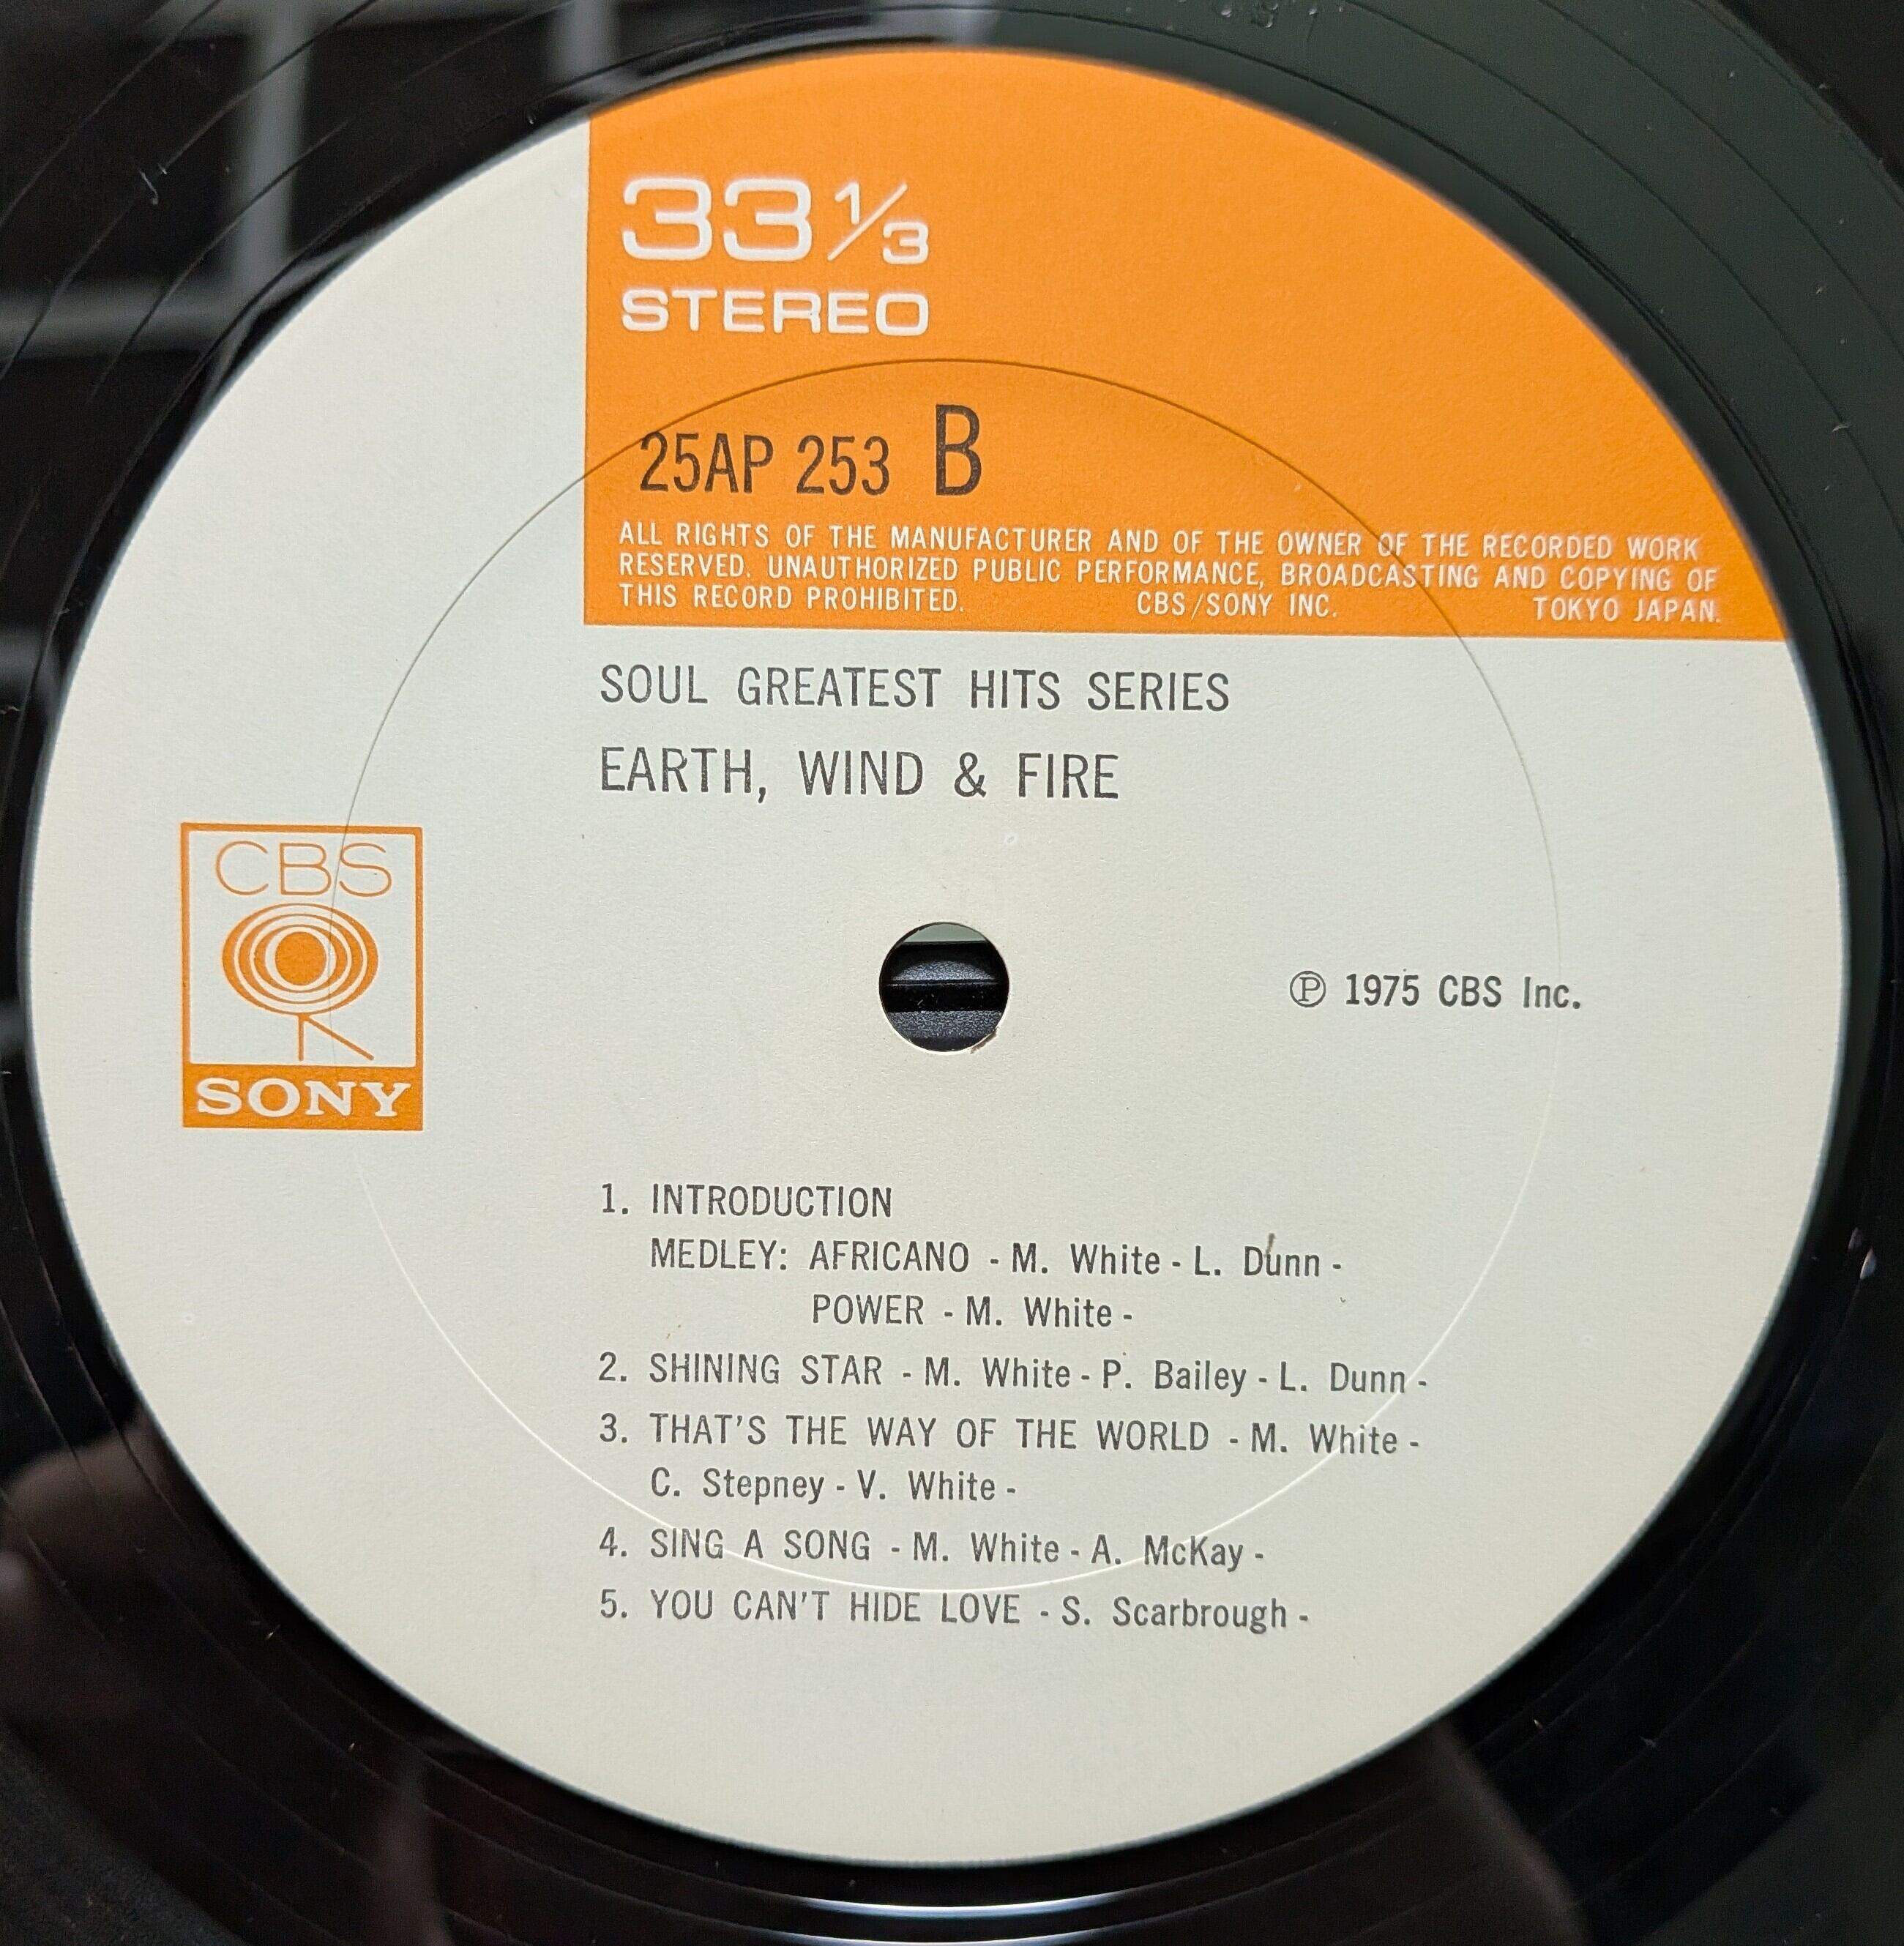 33 1/3
STEREO
25AP 253 B
ALL RIGHTS OF THE MANUFACTURER AND OF THE OWNER OF THE RECORDED WORK
RESERVED. UNAUTHORIZED PUBLIC PERFORMANCE, BROADCASTING AND COPYING OF
THIS RECORD PROHIBITED. CBS/SONY INC. TOKYO JAPAN.
SOUL GREATEST HITS SERIES
EARTH, WIND & FIRE
CBS
SONY
℗ 1975 CBS Inc.
1. INTRODUCTION
MEDLEY: AFRICANO - M. White - L. Dunn -
POWER - M. White -
2. SHINING STAR - M. White - P. Bailey - L. Dunn -
3. THAT'S THE WAY OF THE WORLD - M. White -
C. Stepney - V. White -
4. SING A SONG - M. White - A. McKay -
5. YOU CAN'T HIDE LOVE - S. Scarbrough -